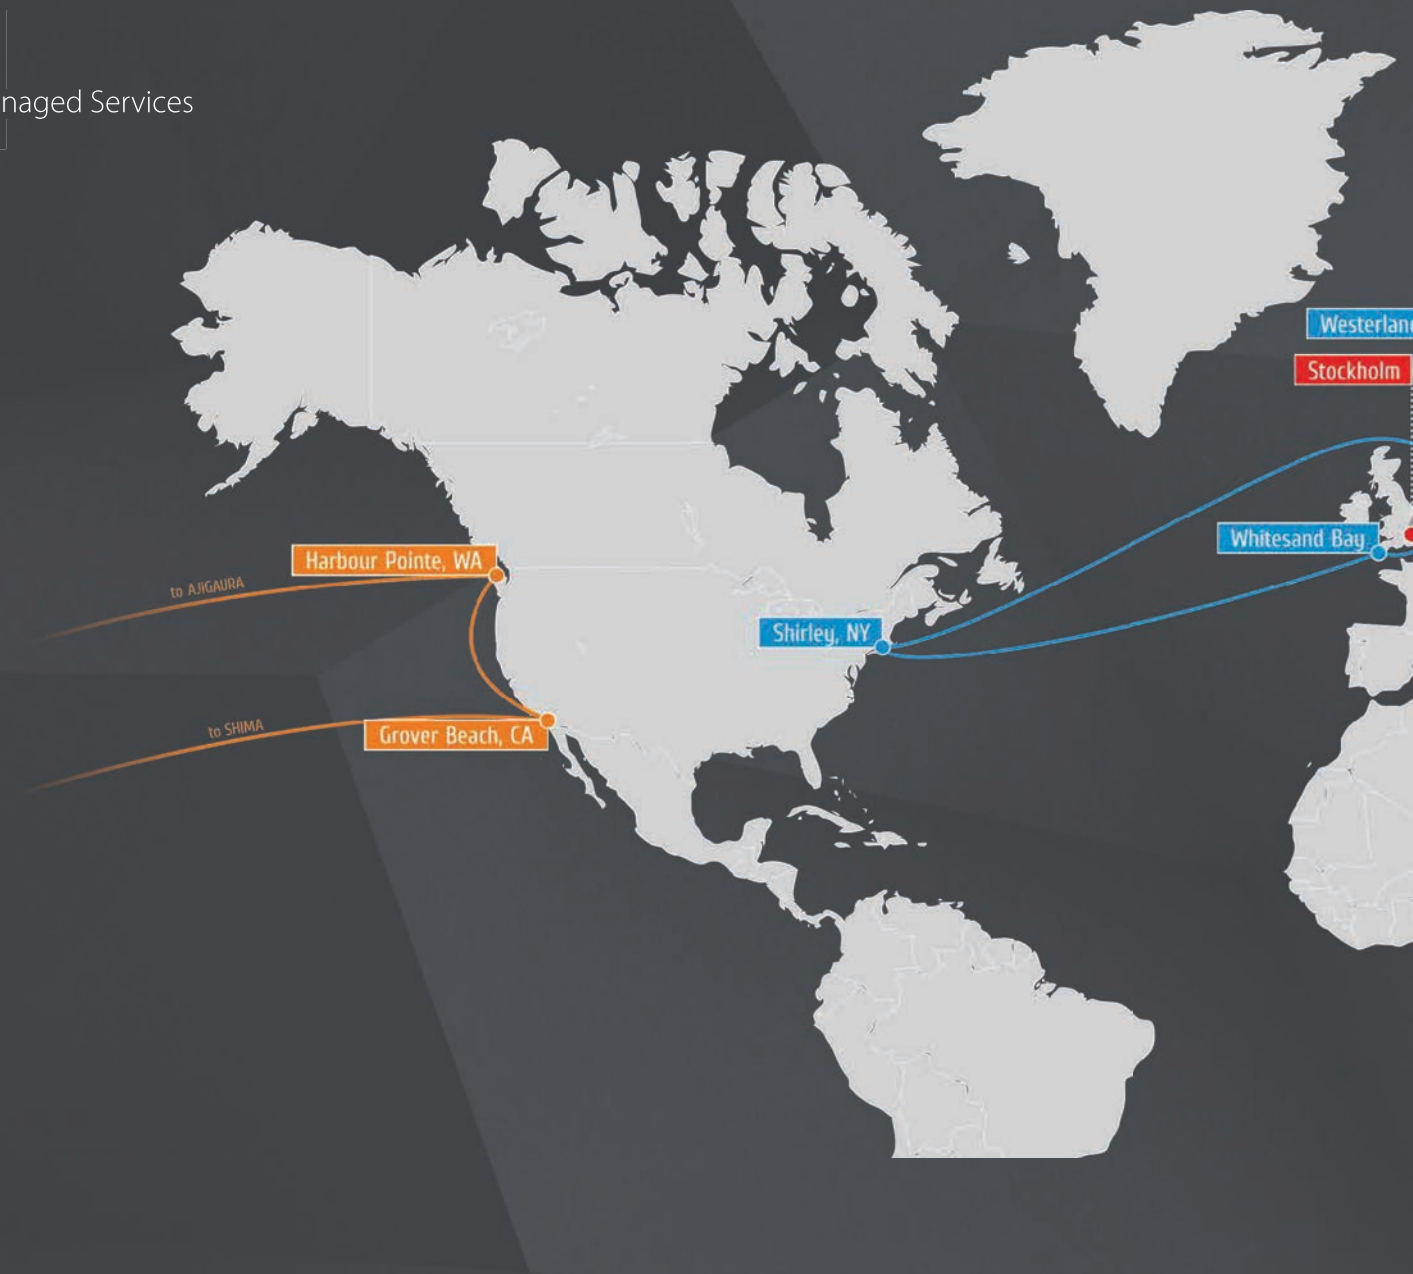 naged Services
Westerlan
Stockholm
Whitesand Bay
Harbour Pointe, WA
to AJiGAURA
Shirley, NY
to SHIMA
Grover Beach, CA